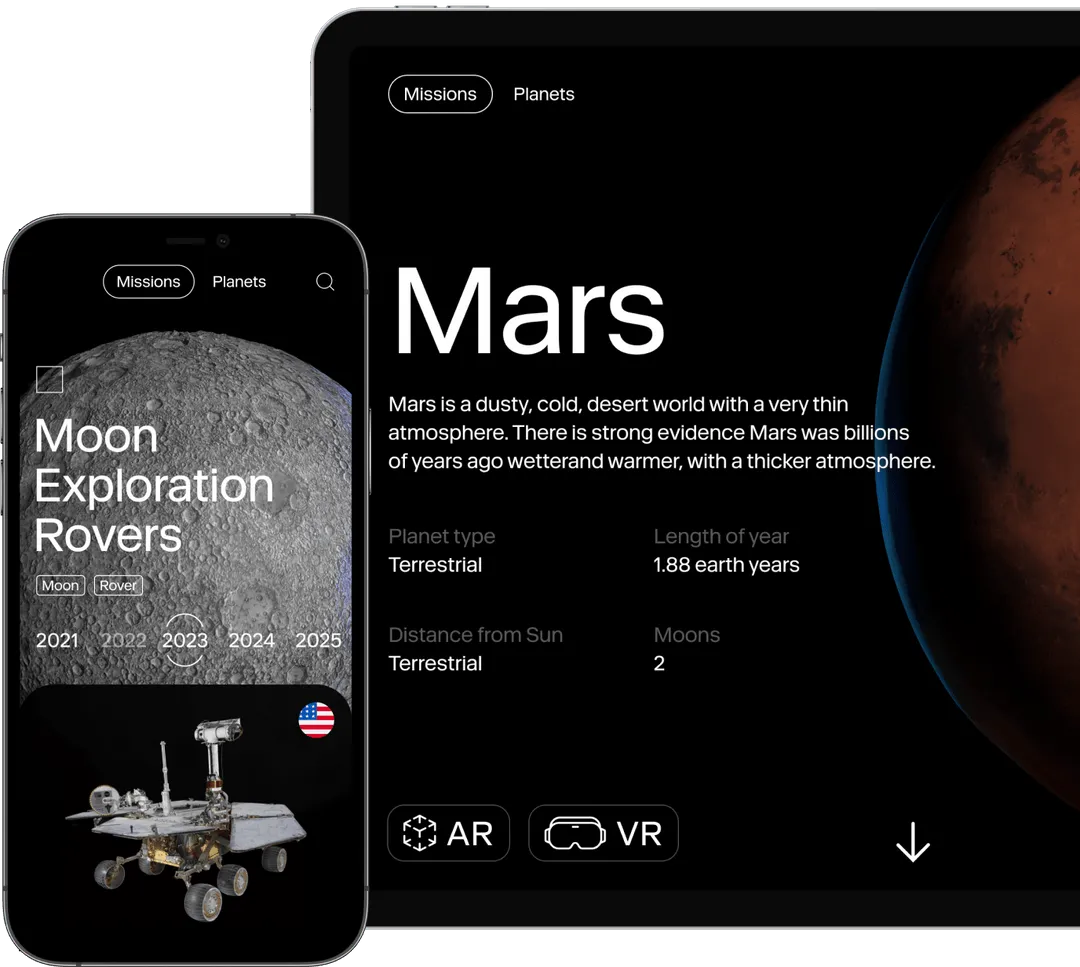 Missions Planets
Mars
Mars is a dusty, cold, desert world with a very thin
atmosphere. There is strong evidence Mars was billions
of years ago wetterand warmer, with a thicker atmosphere.
Planet type
Terrestrial
Length of year
1.88 earth years
Distance from Sun
Terrestrial
Moons
2
AR
VR
Missions Planets
Moon
Exploration
Rovers
Moon Rover
2021 2022 2023 2024 2025